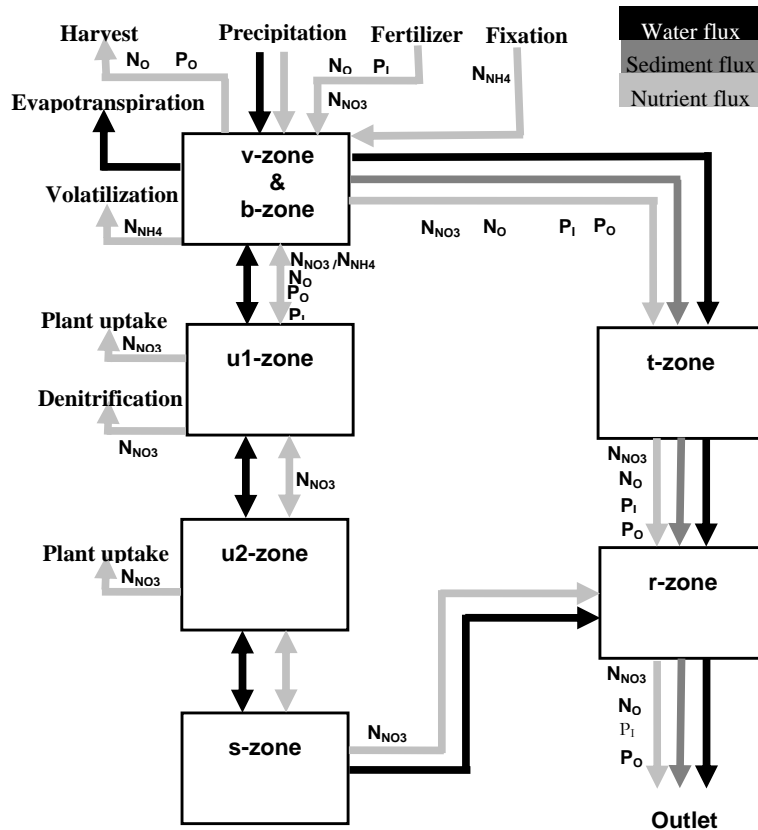 Harvest Precipitation Fertilizer Fixation
Water flux
Sediment flux
Nutrient flux
NO PO
NO PI
NNO3
NNH4
Evapotranspiration
v-zone
&
b-zone
Volatilization
NNH4
NNO3 NO PI PO
NNO3/NNH4
NO
PO
PI
Plant uptake
NNO3
u1-zone
t-zone
Denitrification
NNO3
NNO3
NNO3
NO
PI
PO
Plant uptake
NNO3
u2-zone
r-zone
NNO3
NO
PI
PO
s-zone
NNO3
Outlet